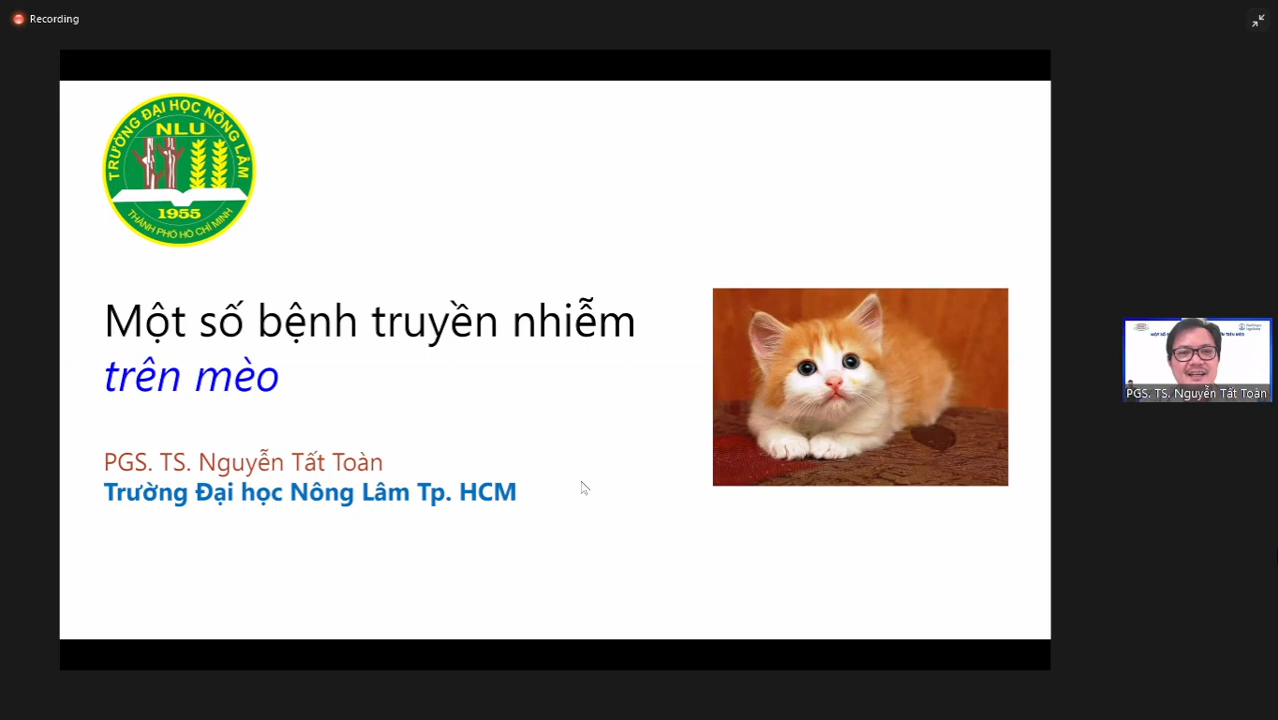 Recording
TRƯỜNG ĐẠI HỌC NÔNG LÂM
NLU
1955
THÀNH PHỐ HỒ CHÍ MINH
Một số bệnh truyền nhiễm
trên mèo
PGS. TS. Nguyễn Tất Toàn
Trường Đại học Nông Lâm Tp. HCM
PGS. TS. Nguyễn Tất Toàn